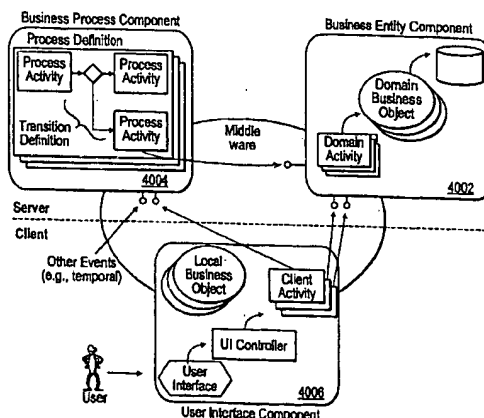 Business Process Component
Process Definition
Process
Activity
Process
Activity
Process
Activity
Transition
Definition
4004
Middle
ware
Business Entity Component
Domain
Business
Object
Domain
Activity
4002
Server
Client
Other Events
(e.g., temporal)
Local
Business
Object
Client
Activity
UI Controller
User
Interface
4006
User
User Interface Component